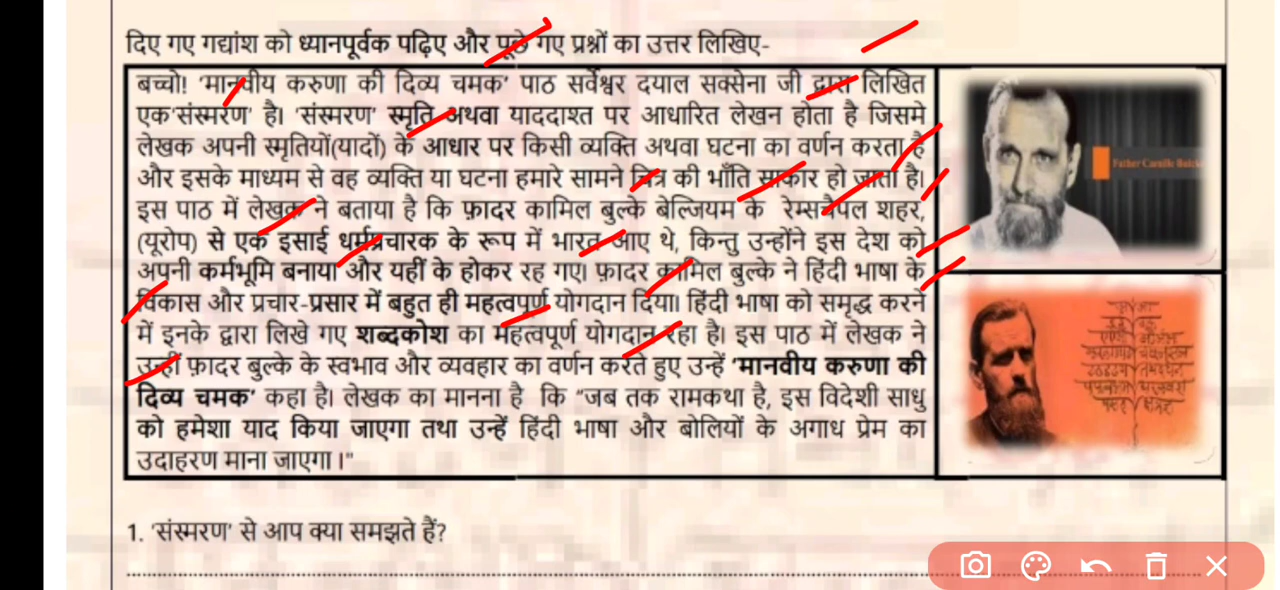 दिए गए गद्यांश को ध्यानपूर्वक पढ़िए और पूछे गए प्रश्नों का उत्तर लिखिए-
बच्चो! 'मानवीय करुणा की दिव्य चमक' पाठ सर्वेश्वर दयाल सक्सेना जी द्वारा लिखित
एक'संस्मरण' है। 'संस्मरण' स्मृति अथवा याददाश्त पर आधारित लेखन होता है जिसमे
लेखक अपनी स्मृतियों(यादों) के आधार पर किसी व्यक्ति अथवा घटना का वर्णन करता है
और इसके माध्यम से वह व्यक्ति या घटना हमारे सामने चित्र की भाँति साकार हो जाता है।
इस पाठ में लेखक ने बताया है कि फ़ादर कामिल बुल्के बेल्जियम के रेम्सचैपल शहर,
(यूरोप) से एक इसाई धर्मप्रचारक के रूप में भारत आए थे, किन्तु उन्होंने इस देश को
अपनी कर्मभूमि बनाया और यहीं के होकर रह गए। फ़ादर कामिल बुल्के ने हिंदी भाषा के
विकास और प्रचार-प्रसार में बहुत ही महत्वपूर्ण योगदान दिया। हिंदी भाषा को समृद्ध करने
में इनके द्वारा लिखे गए शब्दकोश का महत्वपूर्ण योगदान रहा है। इस पाठ में लेखक ने
उन्हीं फ़ादर बुल्के के स्वभाव और व्यवहार का वर्णन करते हुए उन्हें 'मानवीय करुणा की
दिव्य चमक' कहा है। लेखक का मानना है कि "जब तक रामकथा है, इस विदेशी साधु
को हमेशा याद किया जाएगा तथा उन्हें हिंदी भाषा और बोलियों के अगाध प्रेम का
उदाहरण माना जाएगा।"
Father Camille
1. 'संस्मरण' से आप क्या समझते हैं?